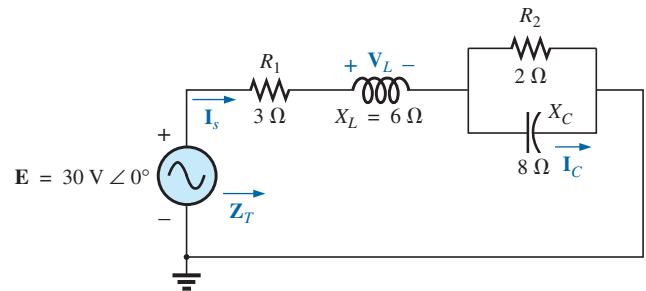 R2
R1
+ VL −
2 Ω
Is
3 Ω
XL = 6 Ω
XC
+
8 Ω
IC
E = 30 V ∠ 0°
ZT
−